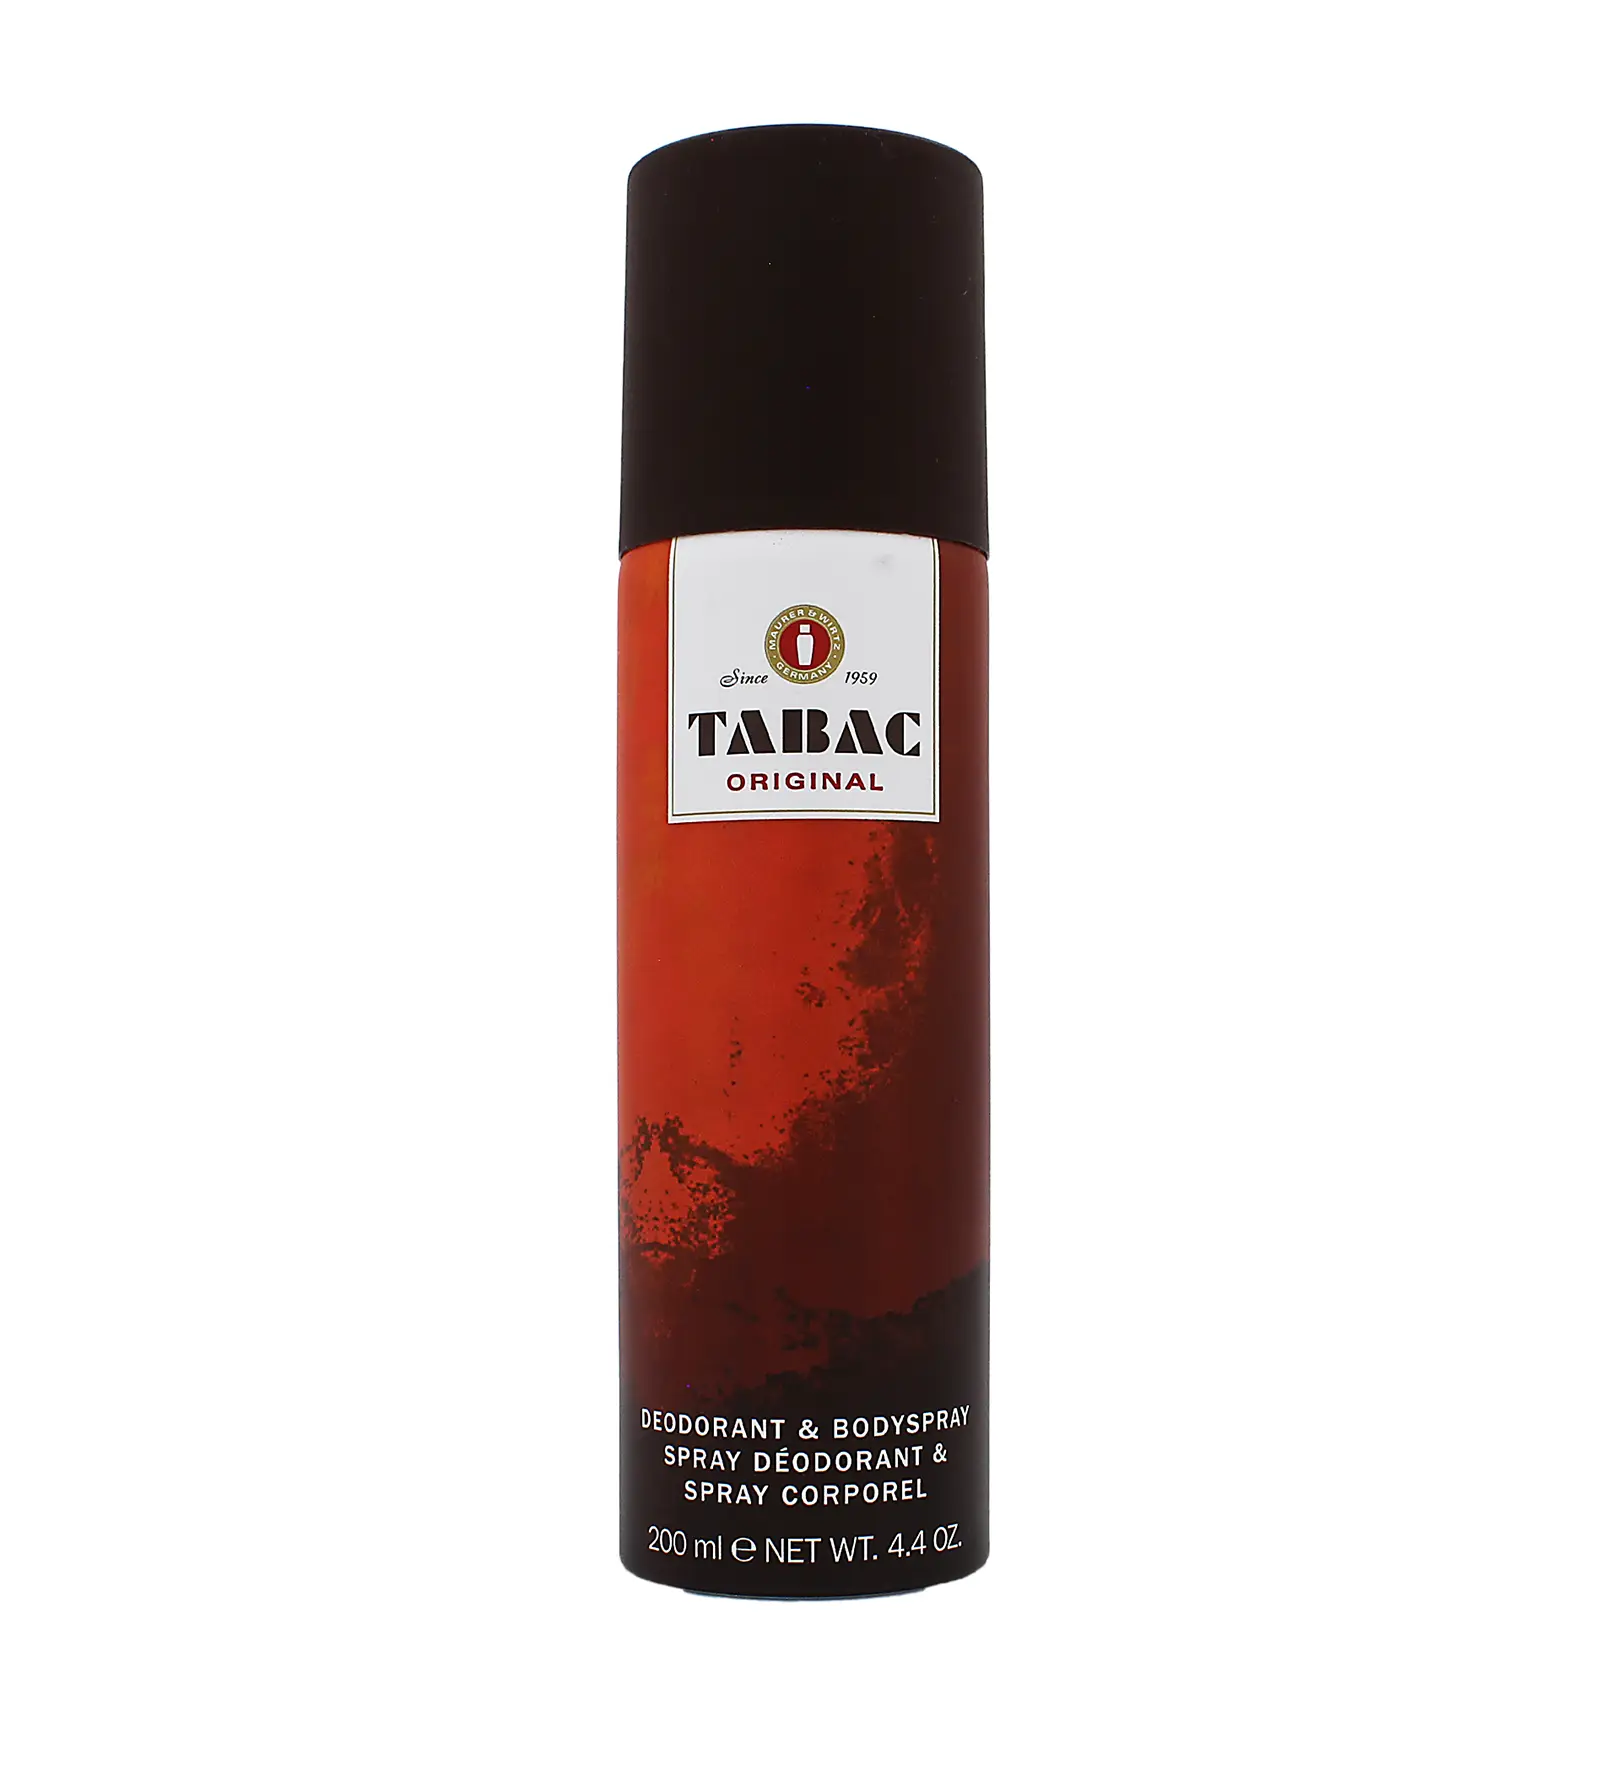 MAURER & WIRTZ
· GERMANY ·
Since 1959
TABAC
ORIGINAL
DEODORANT & BODYSPRAY
SPRAY DÉODORANT &
SPRAY CORPOREL
200 ml ℮ NET WT. 4.4 OZ.